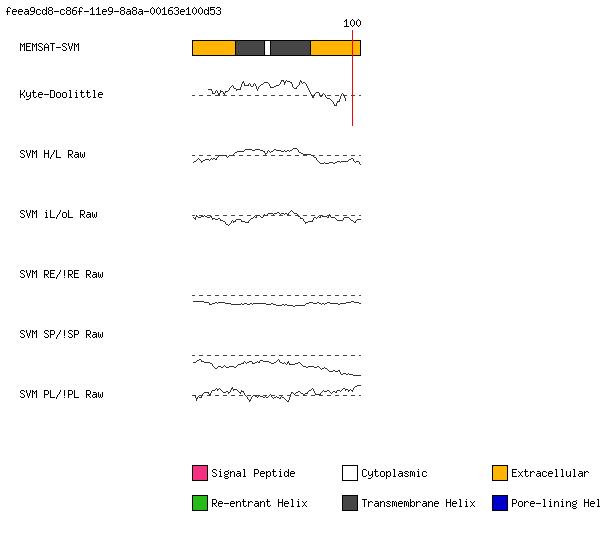 feea9cd8-c86f-11e9-8a8a-00163e100d53
100
MEMSAT-SVM
Kyte-Doolittle
SVM H/L Raw
SVM iL/oL Raw
SVM RE/!RE Raw
SVM SP/!SP Raw
SVM PL/!PL Raw
Signal Peptide
Cytoplasmic
Extracellular
Re-entrant Helix
Transmembrane Helix
Pore-lining Hel